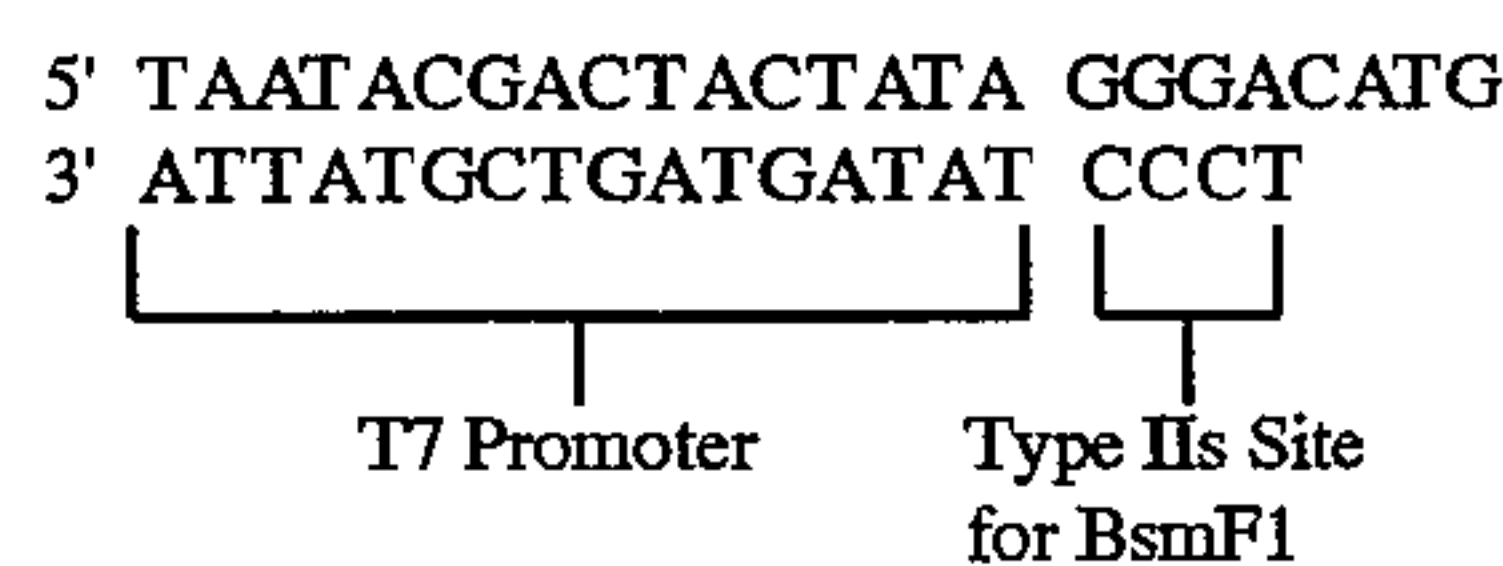 5' TAATACGACTACTATA GGGACATG
3' ATTATGCTGATGATAT CCCT
T7 Promoter
Type IIs Site
for BsmF1